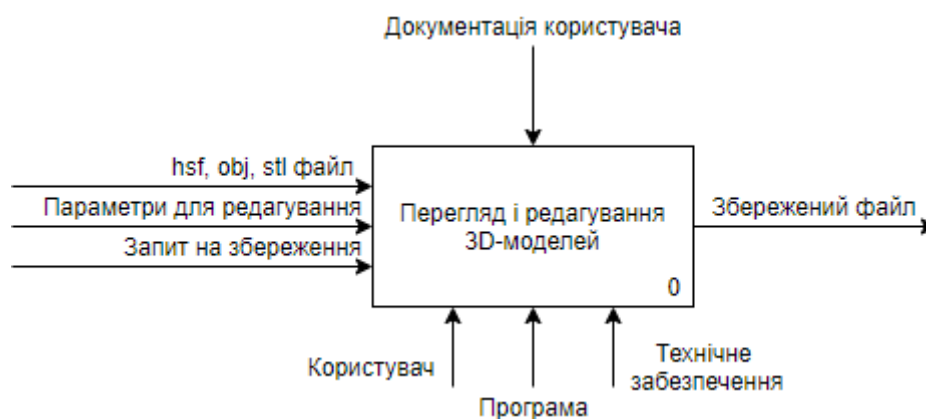 Документація користувача
hsf, obj, stl файл
Параметри для редагування
Запит на збереження
Перегляд і редагування
3D-моделей
0
Збережений файл
Користувач
Програма
Технічне
забезпечення